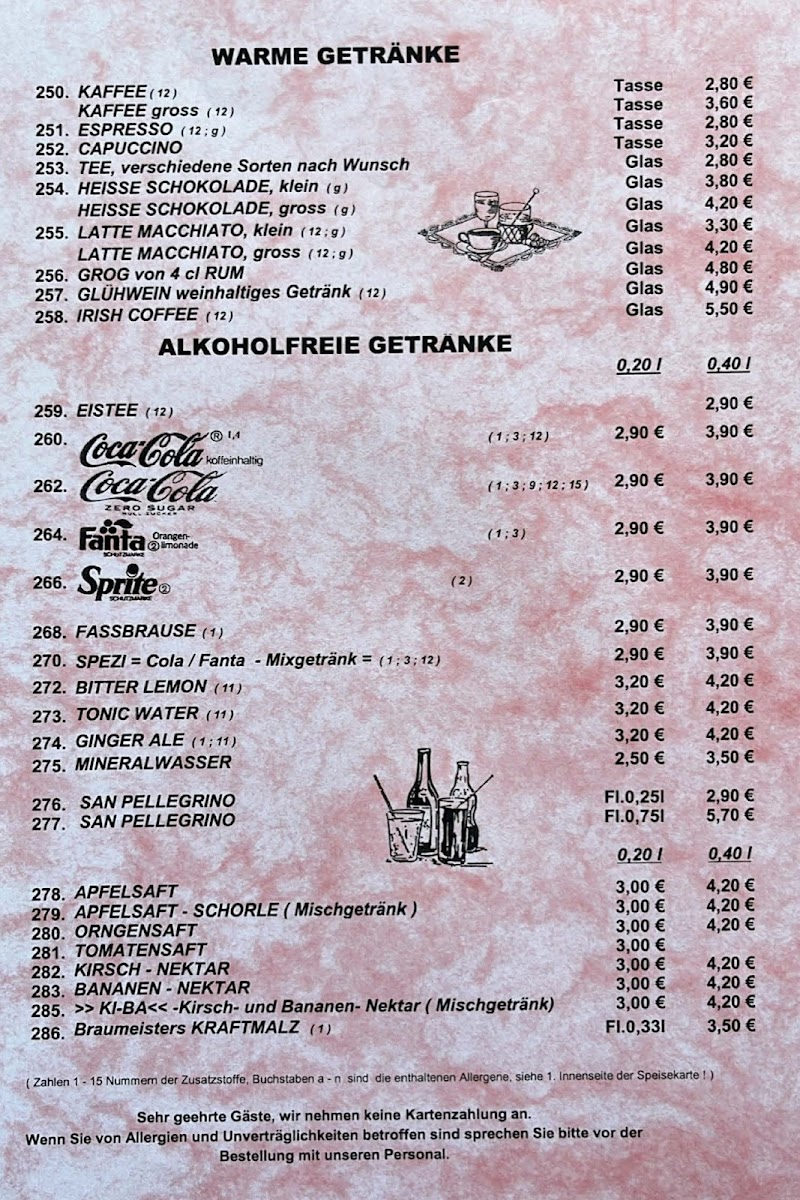 WARME GETRÄNKE
250. KAFFEE (12) Tasse 2,80 €
KAFFEE gross (12) Tasse 3,60 €
251. ESPRESSO (12;g) Tasse 2,80 €
252. CAPUCCINO Tasse 3,20 €
253. TEE, verschiedene Sorten nach Wunsch Glas 2,80 €
254. HEISSE SCHOKOLADE, klein (g) Glas 3,80 €
HEISSE SCHOKOLADE, gross (g) Glas 4,20 €
255. LATTE MACCHIATO, klein (12;g) Glas 3,30 €
LATTE MACCHIATO, gross (12;g) Glas 4,20 €
256. GROG von 4 cl RUM Glas 4,80 €
257. GLÜHWEIN weinhaltiges Getränk (12) Glas 4,90 €
258. IRISH COFFEE (12) Glas 5,50 €
ALKOHOLFREIE GETRÄNKE
0,20 l 0,40 l
259. EISTEE (12) 2,90 €
260. Coca-Cola ® 1,4 koffeinhaltig (1;3;12) 2,90 € 3,90 €
262. Coca-Cola (1;3;9;12;15) 2,90 € 3,90 €
ZERO SUGAR
NULL ZUCKER
264. Fanta Orangen-
② limonade (1;3) 2,90 € 3,90 €
SCHUTZMARKE
266. Sprite ② (2) 2,90 € 3,90 €
SCHUTZMARKE
268. FASSBRAUSE (1) 2,90 € 3,90 €
270. SPEZI = Cola / Fanta - Mixgetränk = (1;3;12) 2,90 € 3,90 €
272. BITTER LEMON (11) 3,20 € 4,20 €
273. TONIC WATER (11) 3,20 € 4,20 €
274. GINGER ALE (1;11) 3,20 € 4,20 €
275. MINERALWASSER 2,50 € 3,50 €
276. SAN PELLEGRINO Fl.0,25l 2,90 €
277. SAN PELLEGRINO Fl.0,75l 5,70 €
0,20 l 0,40 l
278. APFELSAFT 3,00 € 4,20 €
279. APFELSAFT - SCHORLE ( Mischgetränk ) 3,00 € 4,20 €
280. ORNGENSAFT 3,00 € 4,20 €
281. TOMATENSAFT 3,00 €
282. KIRSCH - NEKTAR 3,00 € 4,20 €
283. BANANEN - NEKTAR 3,00 € 4,20 €
285. >> KI-BA<< -Kirsch- und Bananen- Nektar ( Mischgetränk) 3,00 € 4,20 €
286. Braumeisters KRAFTMALZ (1) Fl.0,33l 3,50 €
( Zahlen 1 - 15 Nummern der Zusatzstoffe, Buchstaben a - n sind die enthaltenen Allergene, siehe 1. Innenseite der Speisekarte ! )
Sehr geehrte Gäste, wir nehmen keine Kartenzahlung an.
Wenn Sie von Allergien und Unverträglichkeiten betroffen sind sprechen Sie bitte vor der
Bestellung mit unseren Personal.